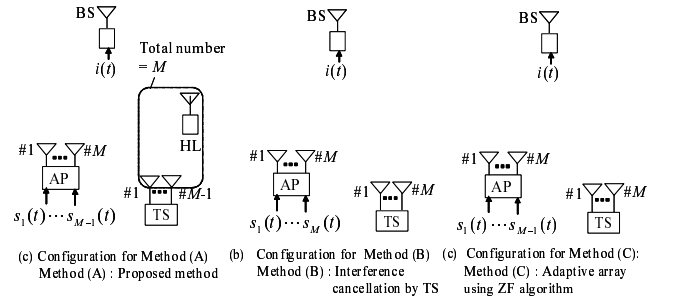 BS
i(t)
Total number
= M
HL
#1 #M
AP
s1(t)···sM-1(t)
#1 #M-1
TS
(c) Configuration for Method (A)
Method (A) : Proposed method
BS
i(t)
#1 #M
AP
s1(t)···sM(t)
#1 #M
TS
(b) Configuration for Method (B)
Method (B) : Interference
cancellation by TS
BS
i(t)
#1 #M
AP
s1(t)···sM-1(t)
#1 #M
TS
(c) Configuration for Method (C):
Method (C) : Adaptive array
using ZF algorithm